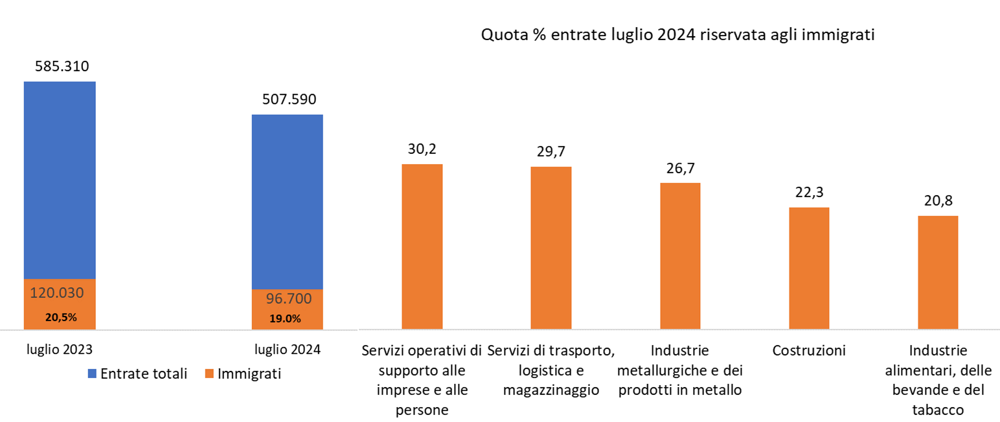 Quota % entrate luglio 2024 riservata agli immigrati
585.310
507.590
120.030
20,5%
96.700
19.0%
luglio 2023
luglio 2024
Entrate totali
Immigrati
30,2
29,7
26,7
22,3
20,8
Servizi operativi di
supporto alle
imprese e alle
persone
Servizi di trasporto,
logistica e
magazzinaggio
Industrie
metallurgiche e dei
prodotti in metallo
Costruzioni
Industrie
alimentari, delle
bevande e del
tabacco